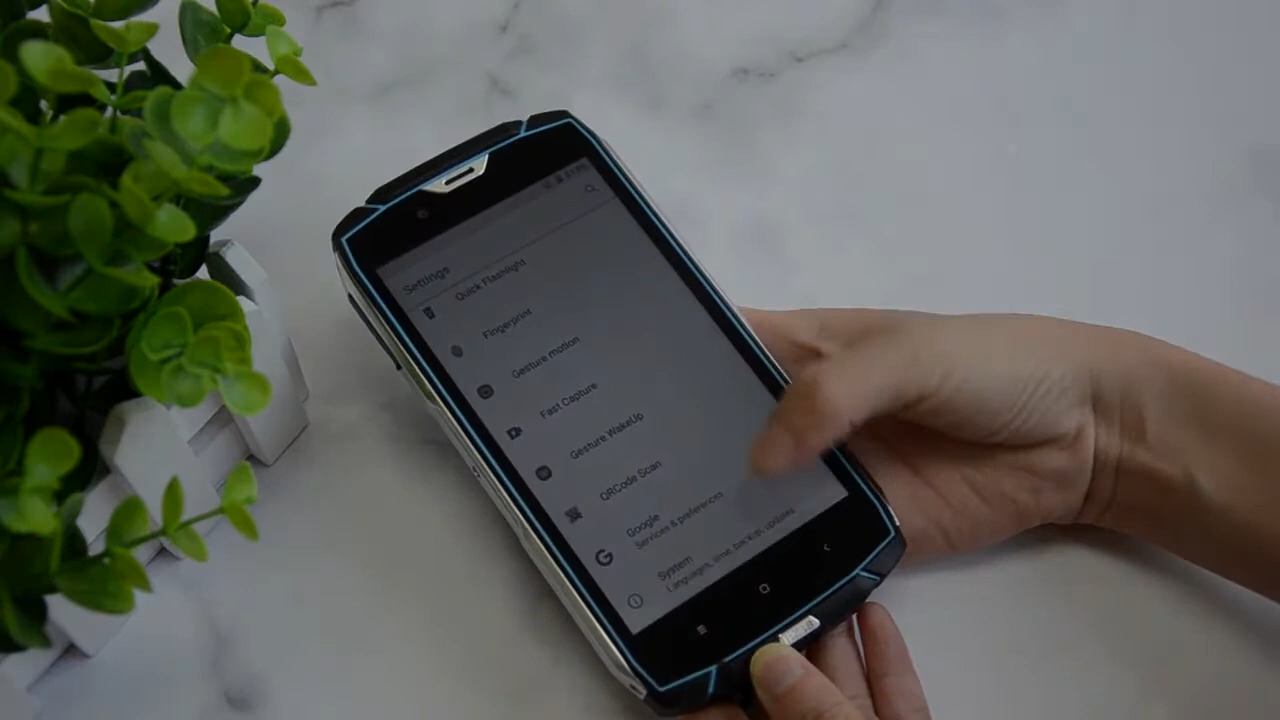 Settings
Quick Flashlight
Fingerprint
Gesture motion
Fast Capture
Gesture WakeUp
QRCode Scan
Google
Services & preferences
System
Languages, time, backup, updates